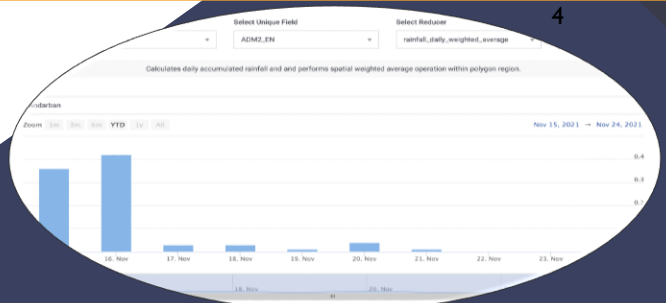 4
Select Unique Field
Select Reducer
ADM2_EN
rainfall_daily_weighted_average
Calculates daily accumulated rainfall and and performs spatial weighted average operation within polygon region.
ndarban
Zoom 1m 3m 6m YTD 1y All
Nov 15, 2021 → Nov 24, 2021
0.4
0.3
0.2
16. Nov 17. Nov 18. Nov 19. Nov 20. Nov 21. Nov 22. Nov 23. Nov
18. Nov 20. Nov